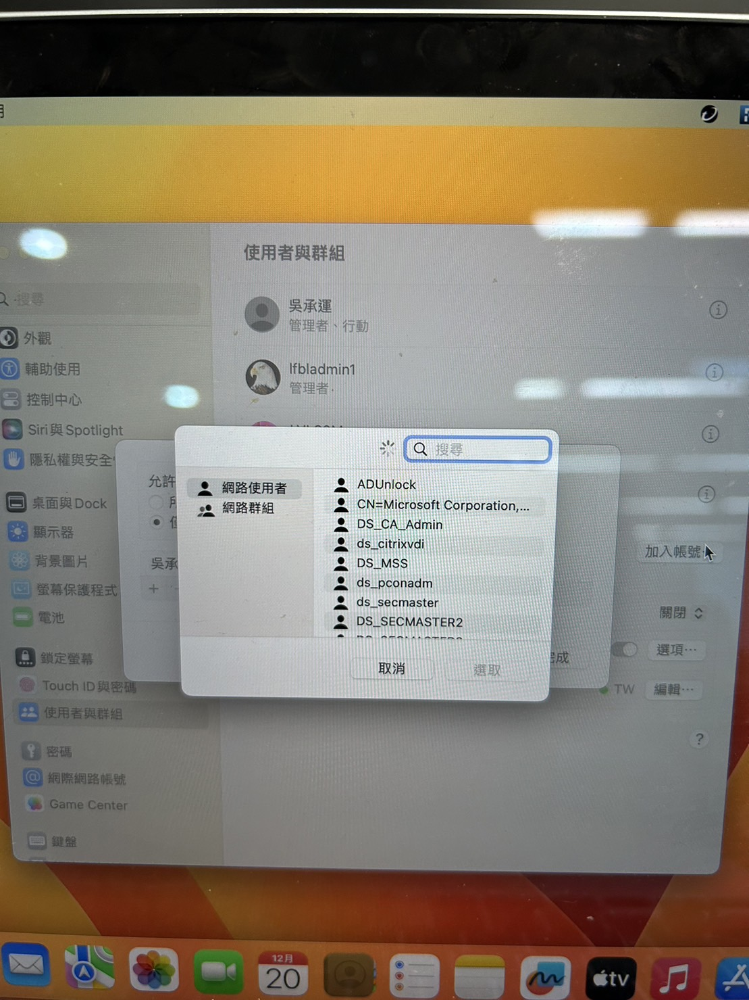 使用者與群組
搜尋
吳承運
管理者、行動
外觀
lfbladmin1
管理者
輔助使用
控制中心
Siri與Spotlight
隱私權與安全
搜尋
允許
網路使用者
網路群組
ADUnlock
CN=Microsoft Corporation,...
DS_CA_Admin
ds_citrixvdi
DS_MSS
ds_pconadm
ds_secmaster
DS_SECMASTER2
取消
選取
吳承
完成
桌面與Dock
顯示器
背景圖片
螢幕保護程式
電池
鎖定螢幕
Touch ID與密碼
使用者與群組
密碼
網際網路帳號
Game Center
鍵盤
加入帳號
關閉
選項…
TW
編輯…
?
12月
20
tv